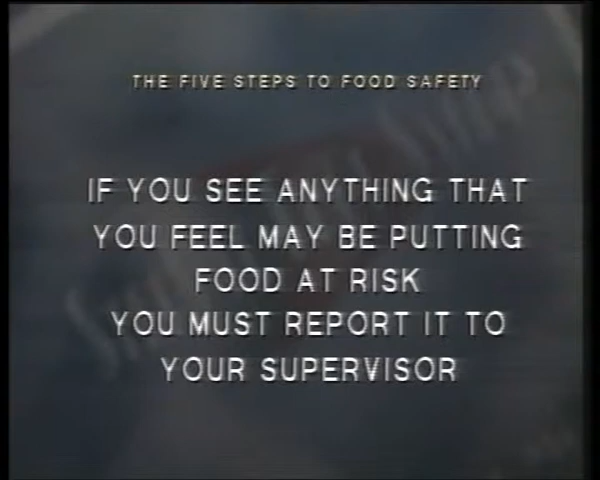 THE FIVE STEPS TO FOOD SAFETY
IF YOU SEE ANYTHING THAT
YOU FEEL MAY BE PUTTING
FOOD AT RISK
YOU MUST REPORT IT TO
YOUR SUPERVISOR